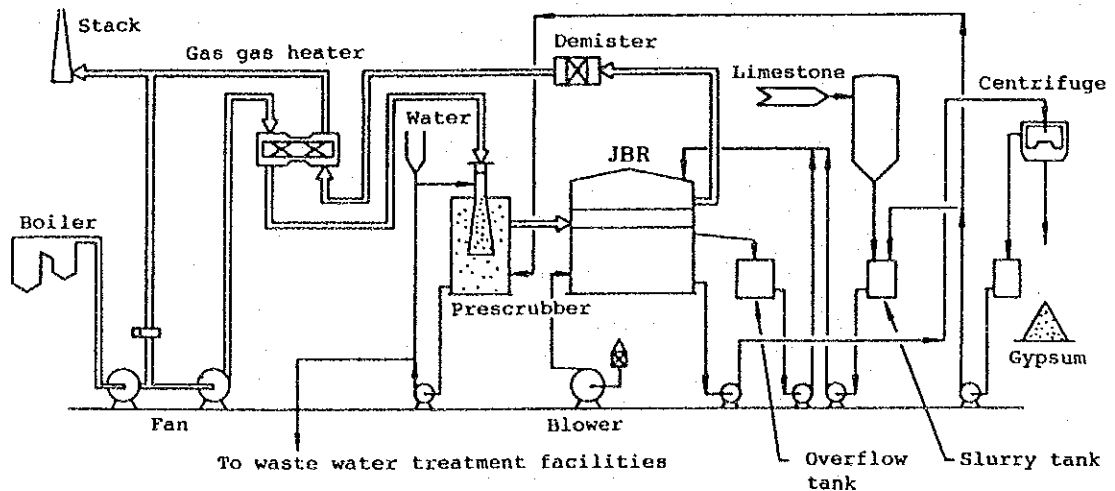 Stack
Gas gas heater
Demister
Limestone
Centrifuge
Water
JBR
Boiler
Prescrubber
Gypsum
Fan
Blower
To waste water treatment facilities
Overflow
tank
Slurry tank